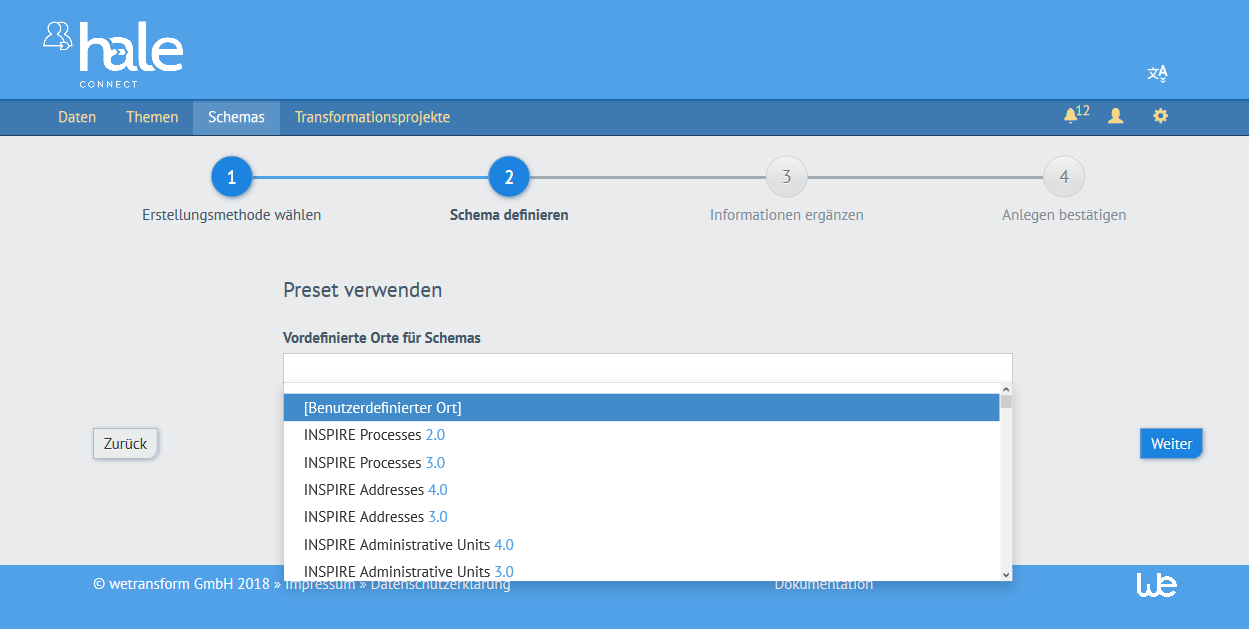 hale
CONNECT
Daten Themen Schemas Transformationsprojekte 12
1 2 3 4
Erstellungsmethode wählen Schema definieren Informationen ergänzen Anlegen bestätigen
Preset verwenden
Vordefinierte Orte für Schemas
[Benutzerdefinierter Ort]
INSPIRE Processes 2.0
Zurück
Weiter
INSPIRE Processes 3.0
INSPIRE Addresses 4.0
INSPIRE Addresses 3.0
INSPIRE Administrative Units 4.0
INSPIRE Administrative Units 3.0
© wetransform GmbH 2018 » Impressum » Datenschutzerklärung Dokumentation we